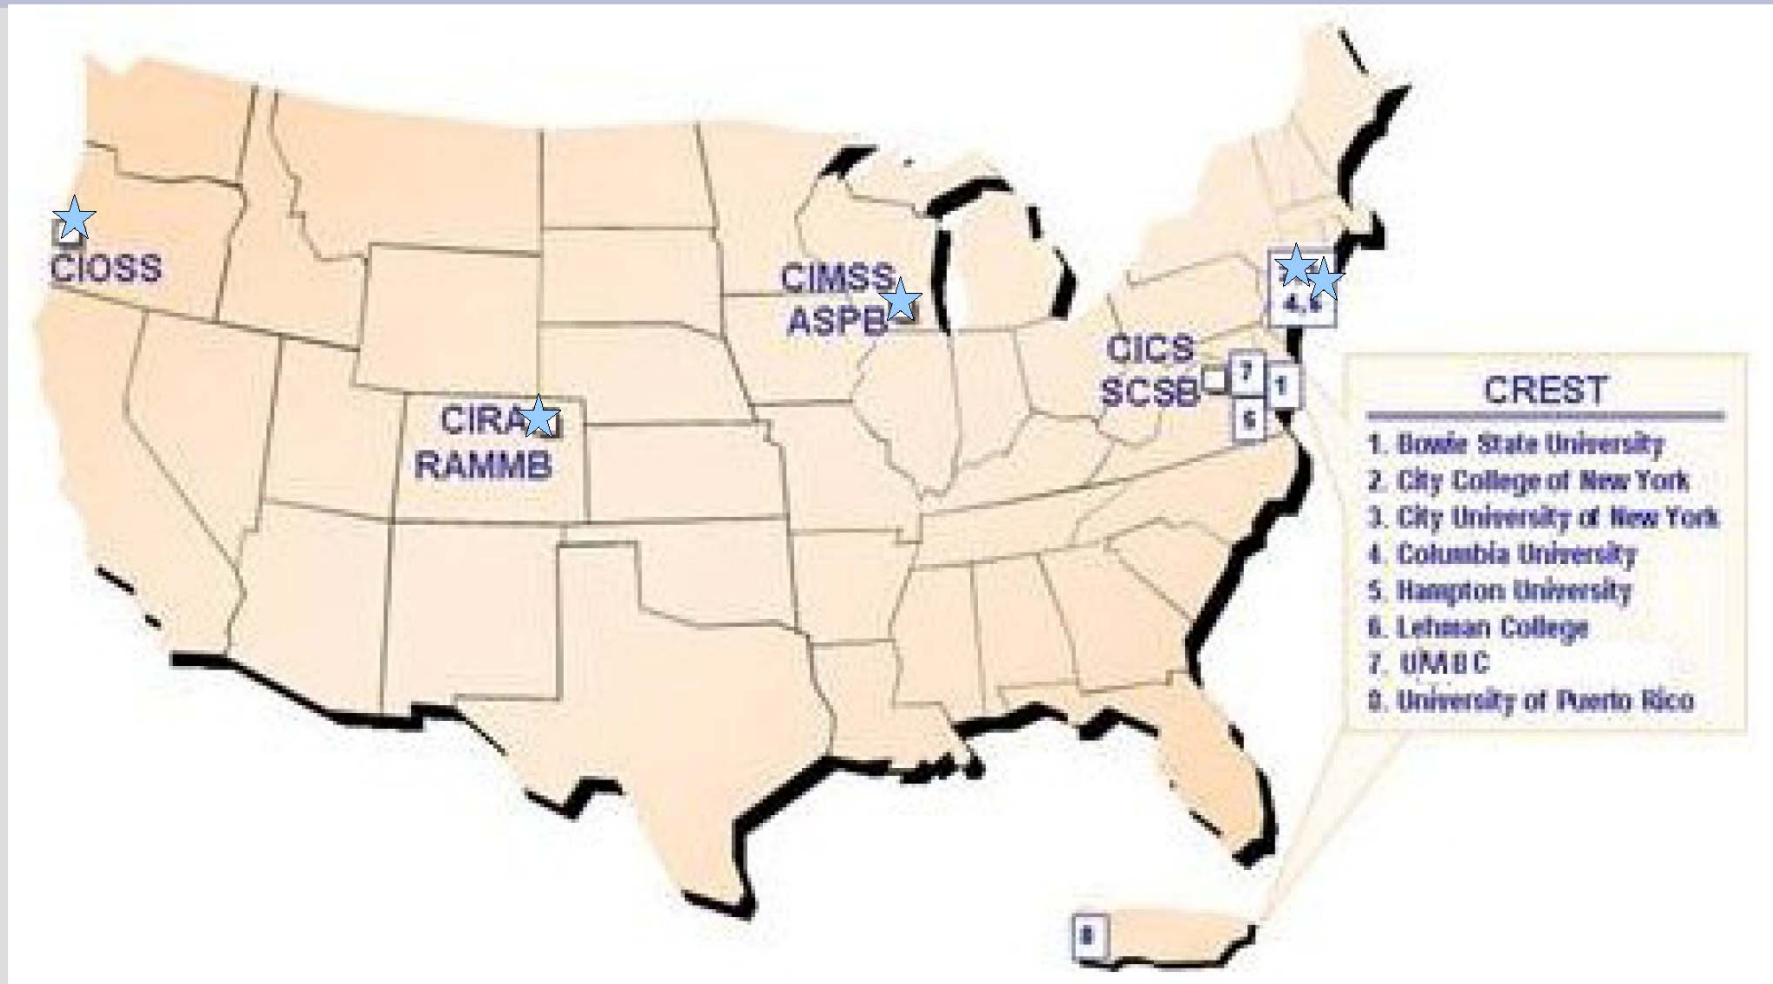 CIOSS
CIMSS
ASPB
CIRA
RAMMB
CICS
SCSB
4,6
7
1
5
8
CREST
1. Bowie State University
2. City College of New York
3. City University of New York
4. Columbia University
5. Hampton University
6. Lehman College
7. UMBC
8. University of Puerto Rico